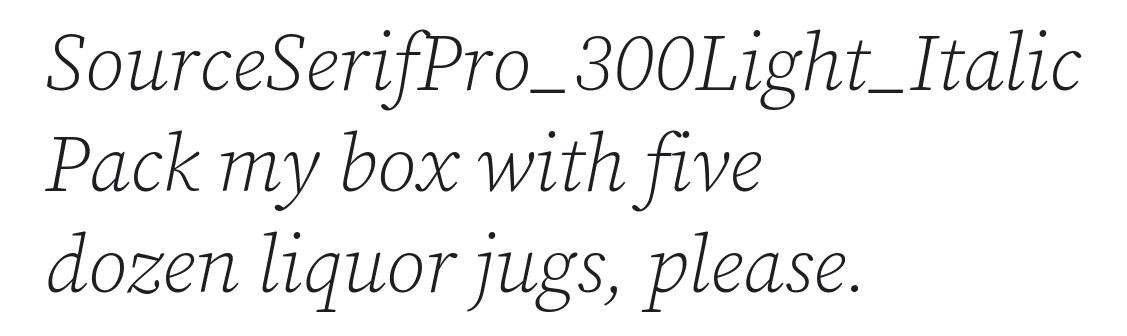 SourceSerifPro_300Light_Italic
Pack my box with five
dozen liquor jugs, please.